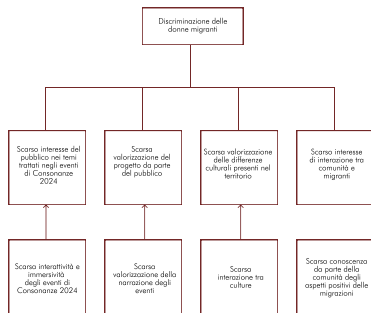 Discriminazione delle
donne migranti
Scarso interesse del
pubblico nei temi
trattati negli eventi
di Consonanze
2024
Scarsa
valorizzazione del
progetto da parte
del pubblico
Scarsa valorizzazione
delle differenze
culturali presenti nel
territorio
Scarso interesse
di interazione tra
comunità e
migranti
Scarsa interattività e
immersività
degli eventi di
Consonanze 2024
Scarsa
valorizzazione della
narrazione degli
eventi
Scarsa
interazione tra
culture
Scarsa conoscenza
da parte della
comunità degli
aspetti positivi delle
migrazioni